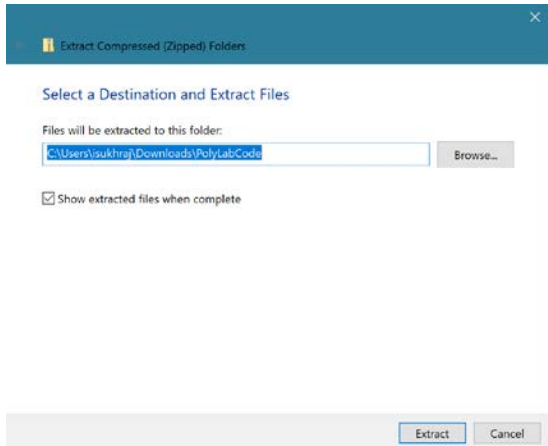 Extract Compressed (Zipped) Folders
Select a Destination and Extract Files
Files will be extracted to this folder:
C:\Users\isukhraj\Downloads\PolyLabCode
Browse...
Show extracted files when complete
Extract Cancel